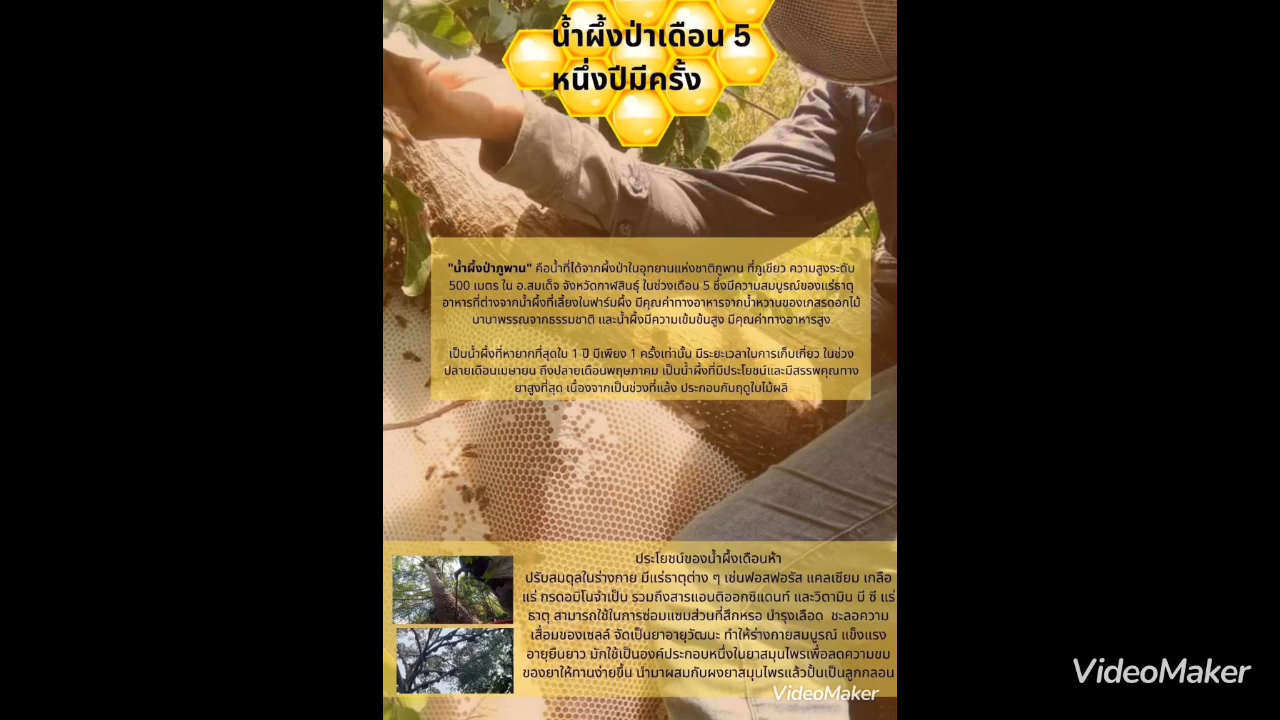 น้ำผึ้งป่าเดือน 5
หนึ่งปีมีครั้ง
"น้ำผึ้งป่าภูพาน" คือน้ำที่ได้จากผึ้งป่าในอุทยานแห่งชาติภูพาน ที่ภูเขียว ความสูงระดับ
500 เมตร ใน อ.สมเด็จ จังหวัดกาฬสินธุ์ ในช่วงเดือน 5 ซึ่งมีความสมบูรณ์ของแร่ธาตุ
อาหารที่ต่างจากน้ำผึ้งที่เลี้ยงในฟาร์มผึ้ง มีคุณค่าทางอาหารจากน้ำหวานของเกสรดอกไม้
นานาพรรณจากธรรมชาติ และน้ำผึ้งมีความเข้มข้นสูง มีคุณค่าทางอาหารสูง
เป็นน้ำผึ้งที่หายากที่สุดใน 1 ปี มีเพียง 1 ครั้งเท่านั้น มีระยะเวลาในการเก็บเกี่ยว ในช่วง
ปลายเดือนเมษายน ถึงปลายเดือนพฤษภาคม เป็นน้ำผึ้งที่มีประโยชน์และมีสรรพคุณทาง
ยาสูงที่สุด เนื่องจากเป็นช่วงที่แล้ง ประกอบกับฤดูใบไม้ผลิ
ประโยชน์ของน้ำผึ้งเดือนห้า
ปรับสมดุลในร่างกาย มีแร่ธาตุต่าง ๆ เช่นฟอสฟอรัส แคลเซียม เกลือ
แร่ กรดอมิโนจำเป็น รวมถึงสารแอนติออกซิแดนท์ และวิตามิน บี ซี แร่
ธาตุ สามารถใช้ในการซ่อมแซมส่วนที่สึกหรอ บำรุงเลือด ชะลอความ
เสื่อมของเซลล์ จัดเป็นยาอายุวัฒนะ ทำให้ร่างกายสมบูรณ์ แข็งแรง
อายุยืนยาว มักใช้เป็นองค์ประกอบหนึ่งในยาสมุนไพรเพื่อลดความขม
ของยาให้ทานง่ายขึ้น นำมาผสมกับผงยาสมุนไพรแล้วปั้นเป็นลูกกลอน
VideoMaker
VideoMaker